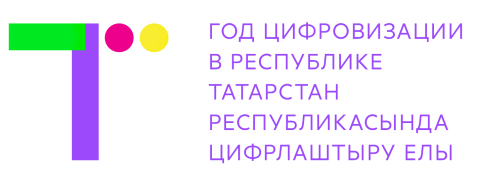 ГОД ЦИФРОВИЗАЦИИ
В РЕСПУБЛИКЕ
ТАТАРСТАН
РЕСПУБЛИКАСЫНДА
ЦИФРЛАШТЫРУ ЕЛЫ